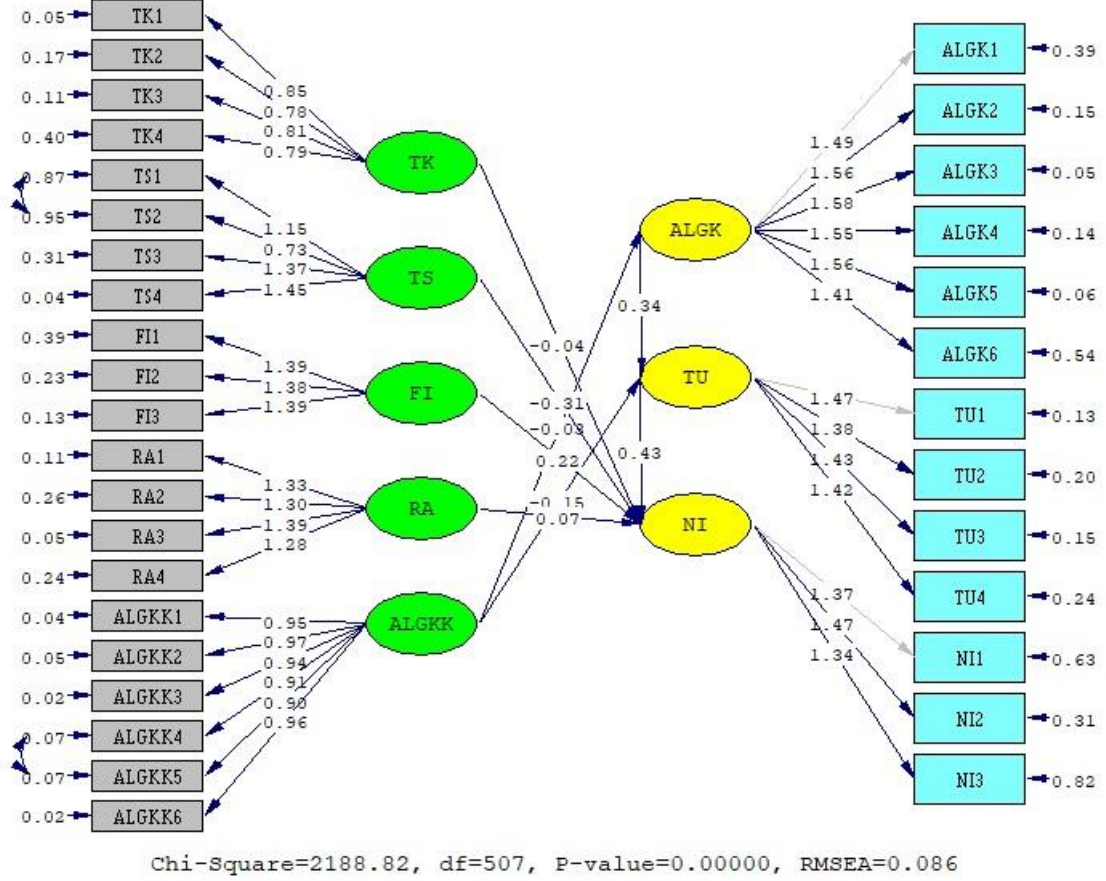 0.05 TK1
0.17 TK2
0.11 TK3
0.40 TK4
0.87 TS1
0.95 TS2
0.31 TS3
0.04 TS4
0.39 FI1
0.23 FI2
0.13 FI3
0.11 RA1
0.26 RA2
0.05 RA3
0.24 RA4
0.04 ALGKK1
0.05 ALGKK2
0.02 ALGKK3
0.07 ALGKK4
0.07 ALGKK5
0.02 ALGKK6
0.85
0.78
0.81
0.79
1.15
0.73
1.37
1.45
1.39
1.38
1.39
1.33
1.30
1.39
1.28
0.95
0.97
0.94
0.91
0.90
0.96
TK
TS
FI
RA
ALGKK
0.34
-0.04
-0.31
-0.03
0.22
0.43
-0.15
0.07
ALGK
TU
NI
1.49
1.56
1.58
1.55
1.56
1.41
1.47
1.38
1.43
1.42
1.37
1.47
1.34
ALGK1 0.39
ALGK2 0.15
ALGK3 0.05
ALGK4 0.14
ALGK5 0.06
ALGK6 0.54
TU1 0.13
TU2 0.20
TU3 0.15
TU4 0.24
NI1 0.63
NI2 0.31
NI3 0.82
Chi-Square=2188.82, df=507, P-value=0.00000, RMSEA=0.086